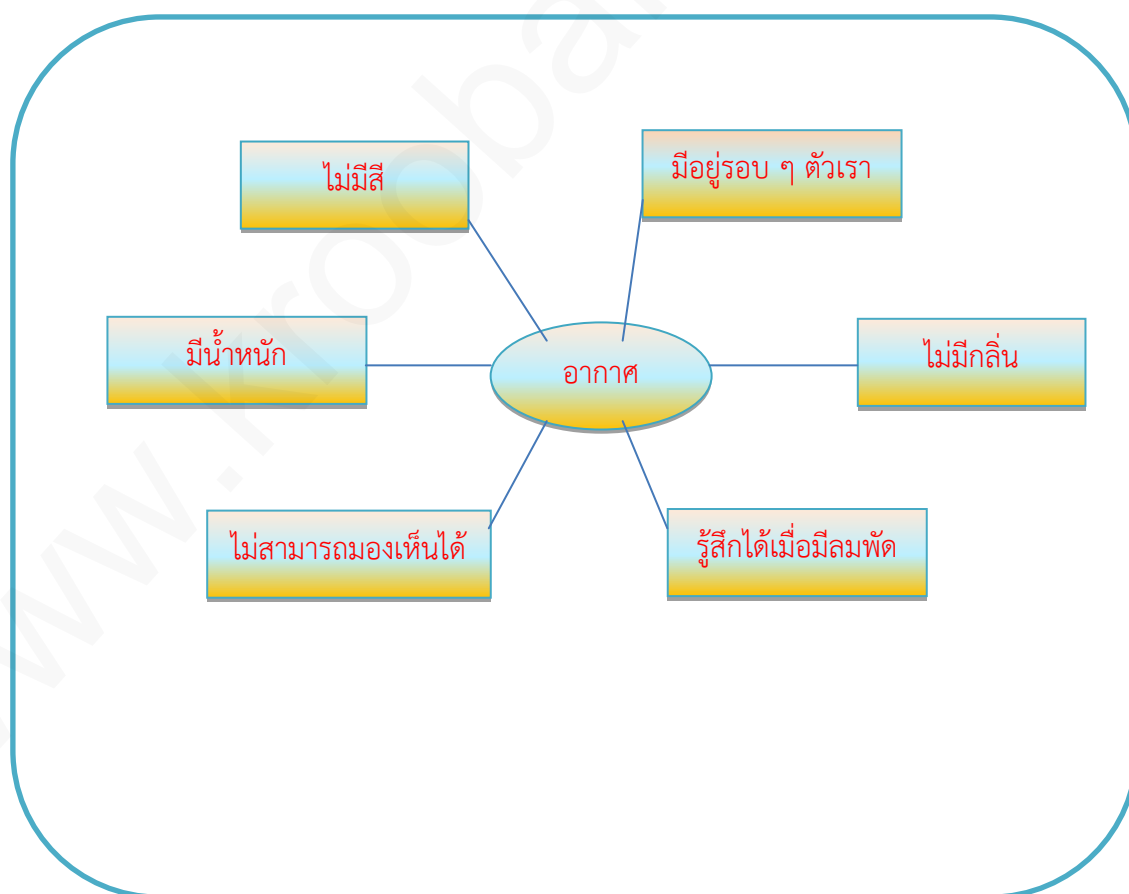 ไม่มีสี
มีอยู่รอบ ๆ ตัวเรา
มีน้ำหนัก
อากาศ
ไม่มีกลิ่น
ไม่สามารถมองเห็นได้
รู้สึกได้เมื่อมีลมพัด